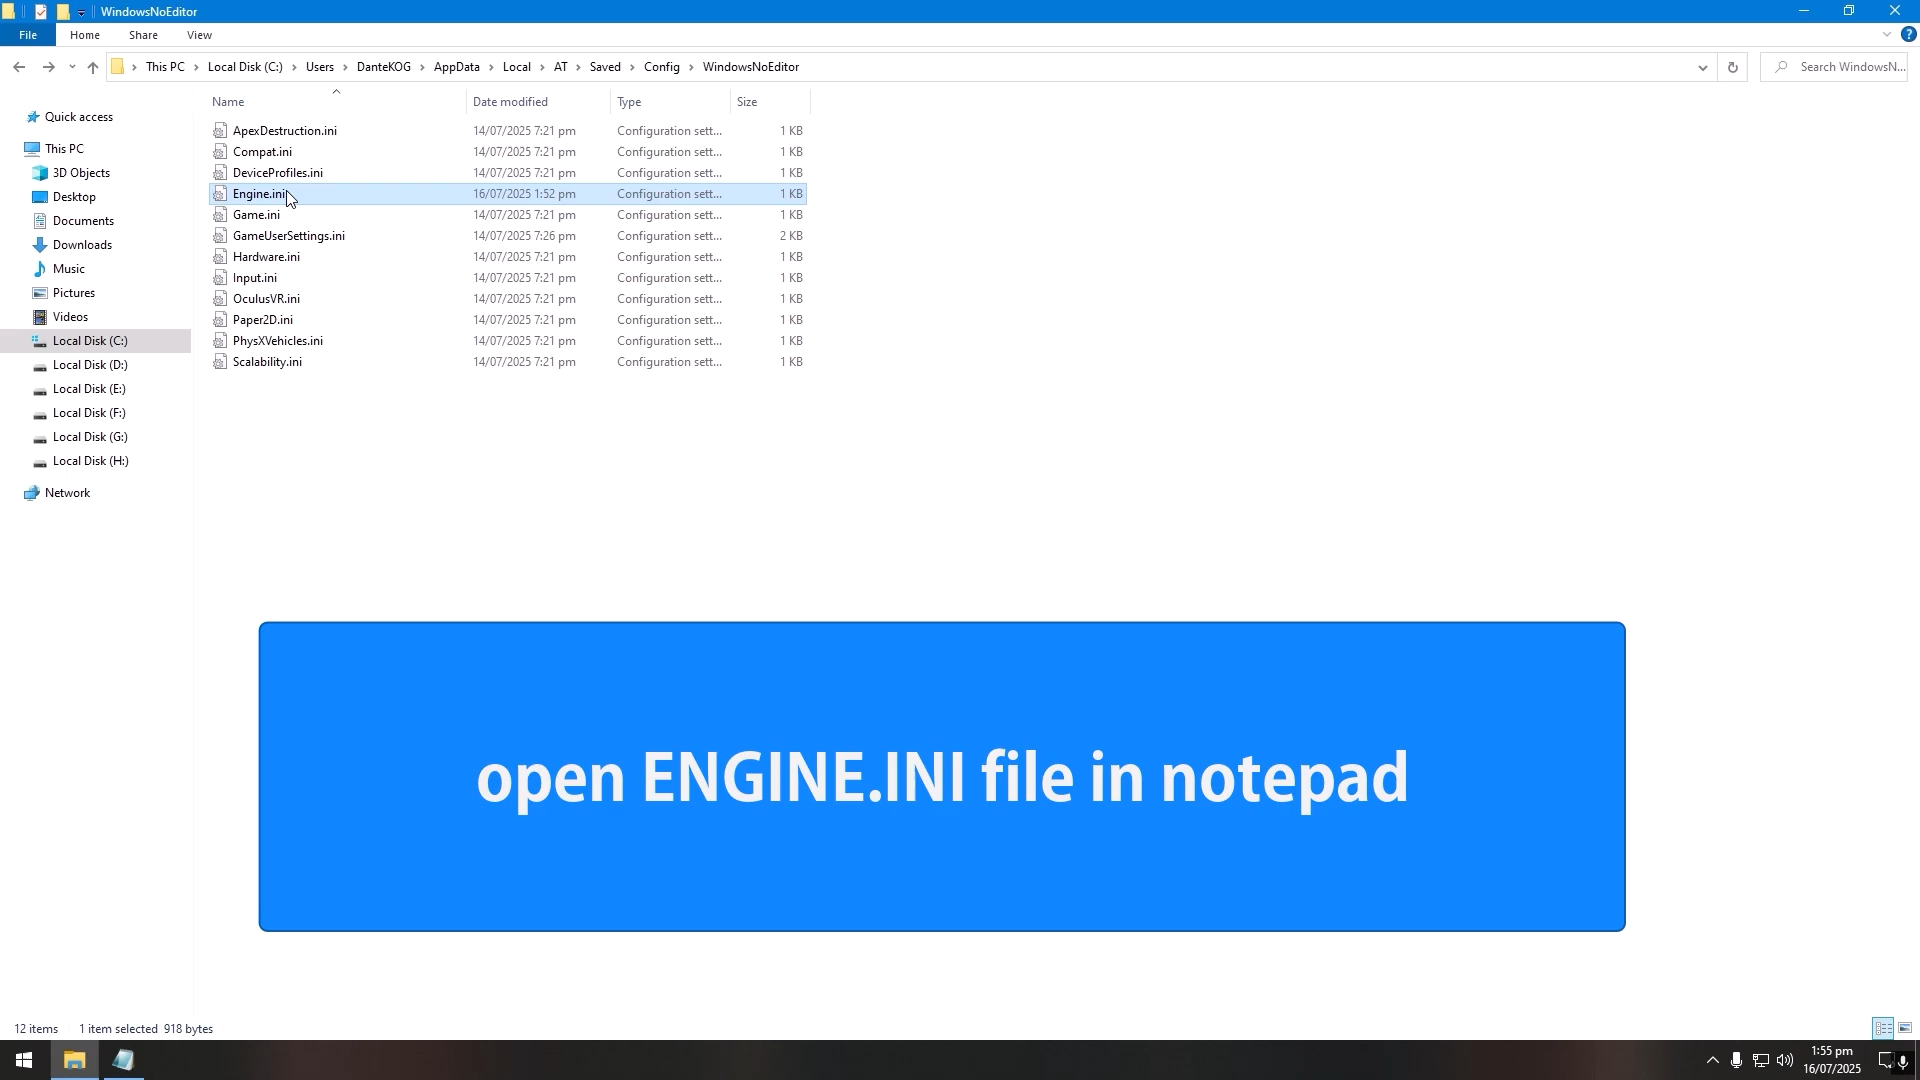 WindowsNoEditor
File Home Share View
This PC Local Disk (C:) Users DanteKOG AppData Local AT Saved Config WindowsNoEditor
Search WindowsN...
Name Date modified Type Size
Quick access
This PC
3D Objects
Desktop
Documents
Downloads
Music
Pictures
Videos
Local Disk (C:)
Local Disk (D:)
Local Disk (E:)
Local Disk (F:)
Local Disk (G:)
Local Disk (H:)
Network
ApexDestruction.ini 14/07/2025 7:21 pm Configuration sett... 1 KB
Compat.ini 14/07/2025 7:21 pm Configuration sett... 1 KB
DeviceProfiles.ini 14/07/2025 7:21 pm Configuration sett... 1 KB
Engine.ini 16/07/2025 1:52 pm Configuration sett... 1 KB
Game.ini 14/07/2025 7:21 pm Configuration sett... 1 KB
GameUserSettings.ini 14/07/2025 7:26 pm Configuration sett... 2 KB
Hardware.ini 14/07/2025 7:21 pm Configuration sett... 1 KB
Input.ini 14/07/2025 7:21 pm Configuration sett... 1 KB
OculusVR.ini 14/07/2025 7:21 pm Configuration sett... 1 KB
Paper2D.ini 14/07/2025 7:21 pm Configuration sett... 1 KB
PhysXVehicles.ini 14/07/2025 7:21 pm Configuration sett... 1 KB
Scalability.ini 14/07/2025 7:21 pm Configuration sett... 1 KB
open ENGINE.INI file in notepad
12 items 1 item selected 918 bytes
1:55 pm
16/07/2025